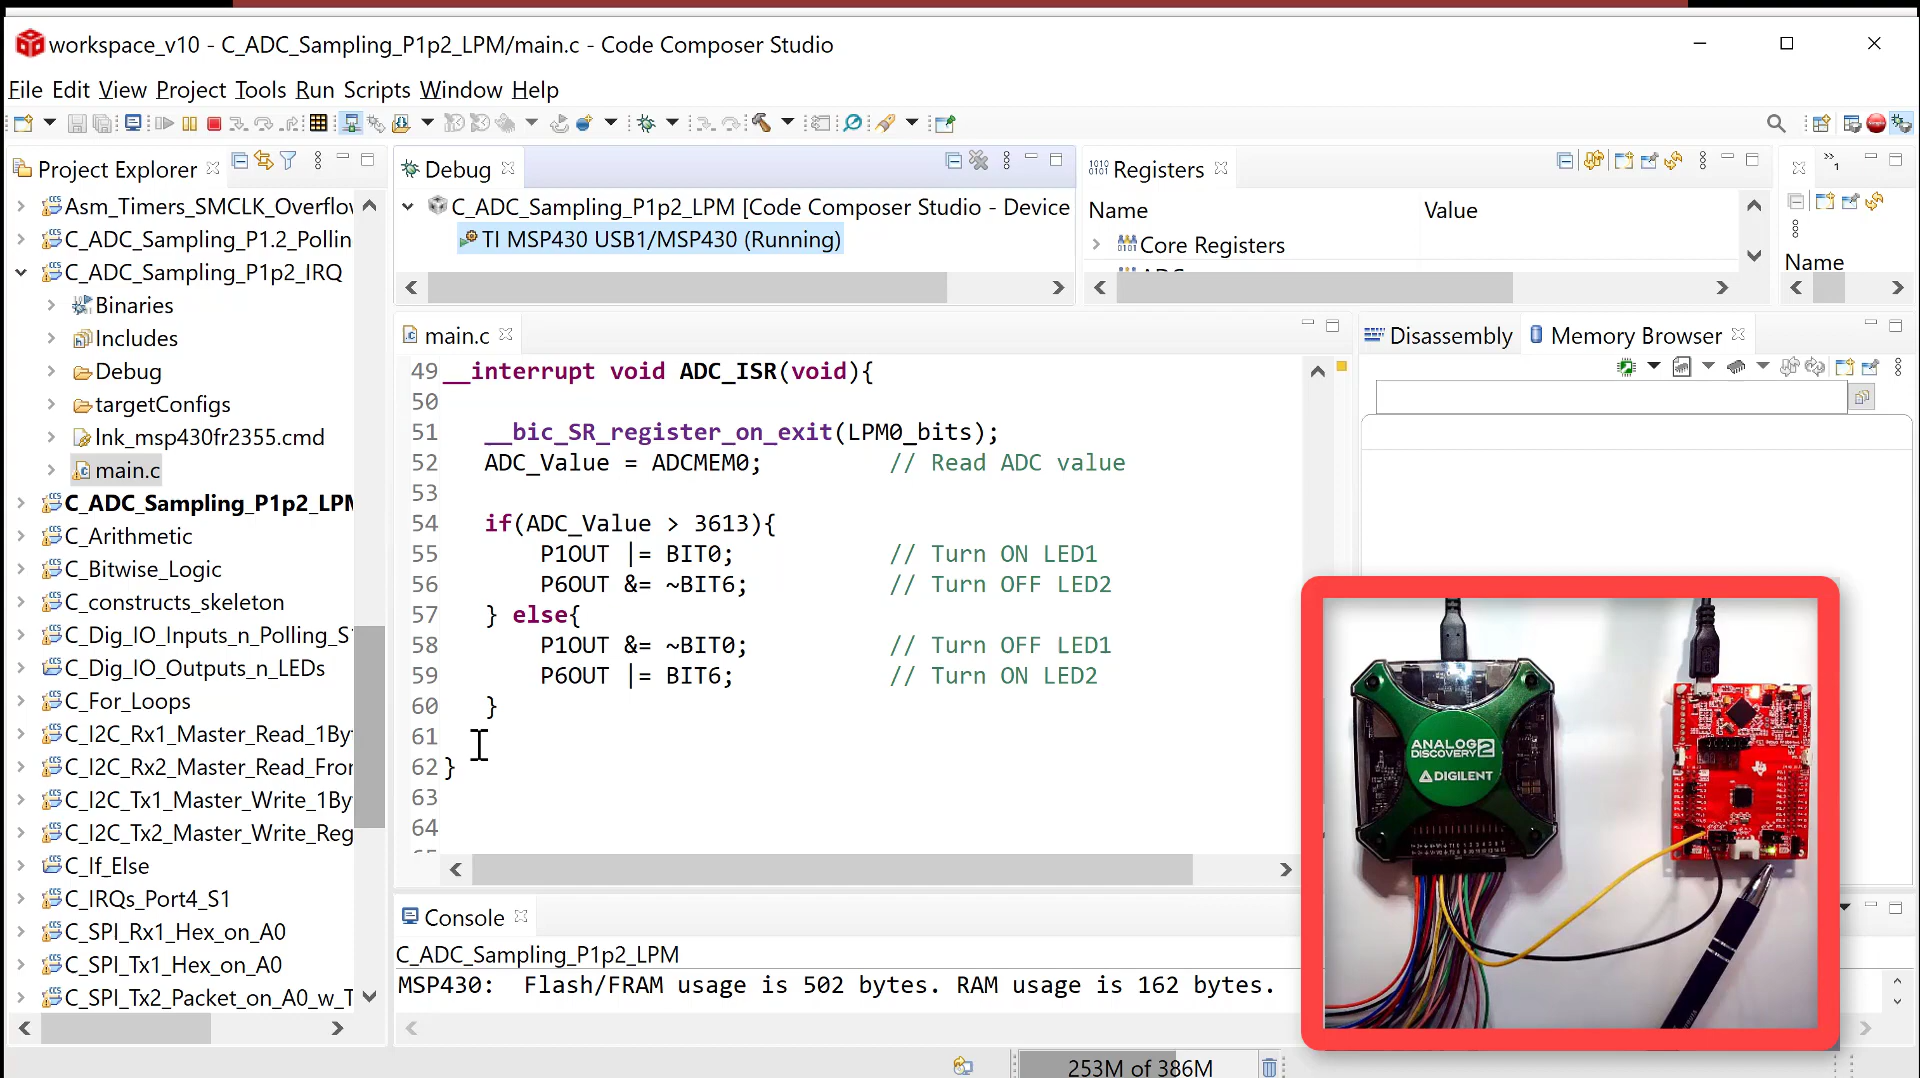 workspace_v10 - C_ADC_Sampling_P1p2_LPM/main.c - Code Composer Studio
File Edit View Project Tools Run Scripts Window Help
Project Explorer
Asm_Timers_SMCLK_Overflow
C_ADC_Sampling_P1.2_Pollin
C_ADC_Sampling_P1p2_IRQ
Binaries
Includes
Debug
targetConfigs
lnk_msp430fr2355.cmd
main.c
C_ADC_Sampling_P1p2_LPM
C_Arithmetic
C_Bitwise_Logic
C_constructs_skeleton
C_Dig_IO_Inputs_n_Polling_S1
C_Dig_IO_Outputs_n_LEDs
C_For_Loops
C_I2C_Rx1_Master_Read_1By
C_I2C_Rx2_Master_Read_Fror
C_I2C_Tx1_Master_Write_1By
C_I2C_Tx2_Master_Write_Reg
C_If_Else
C_IRQs_Port4_S1
C_SPI_Rx1_Hex_on_A0
C_SPI_Tx1_Hex_on_A0
C_SPI_Tx2_Packet_on_A0_w_T
Debug
C_ADC_Sampling_P1p2_LPM [Code Composer Studio - Device
TI MSP430 USB1/MSP430 (Running)
Registers
Name Value
Core Registers
Name
main.c
49 __interrupt void ADC_ISR(void){
50
51 __bic_SR_register_on_exit(LPM0_bits);
52 ADC_Value = ADCMEM0; // Read ADC value
53
54 if(ADC_Value > 3613){
55 P1OUT |= BIT0; // Turn ON LED1
56 P6OUT &= ~BIT6; // Turn OFF LED2
57 } else{
58 P1OUT &= ~BIT0; // Turn OFF LED1
59 P6OUT |= BIT6; // Turn ON LED2
60 }
61
62 }
63
64
Disassembly
Memory Browser
Console
C_ADC_Sampling_P1p2_LPM
MSP430: Flash/FRAM usage is 502 bytes. RAM usage is 162 bytes.
253M of 386M
ANALOG
DISCOVERY 2
DIGILENT